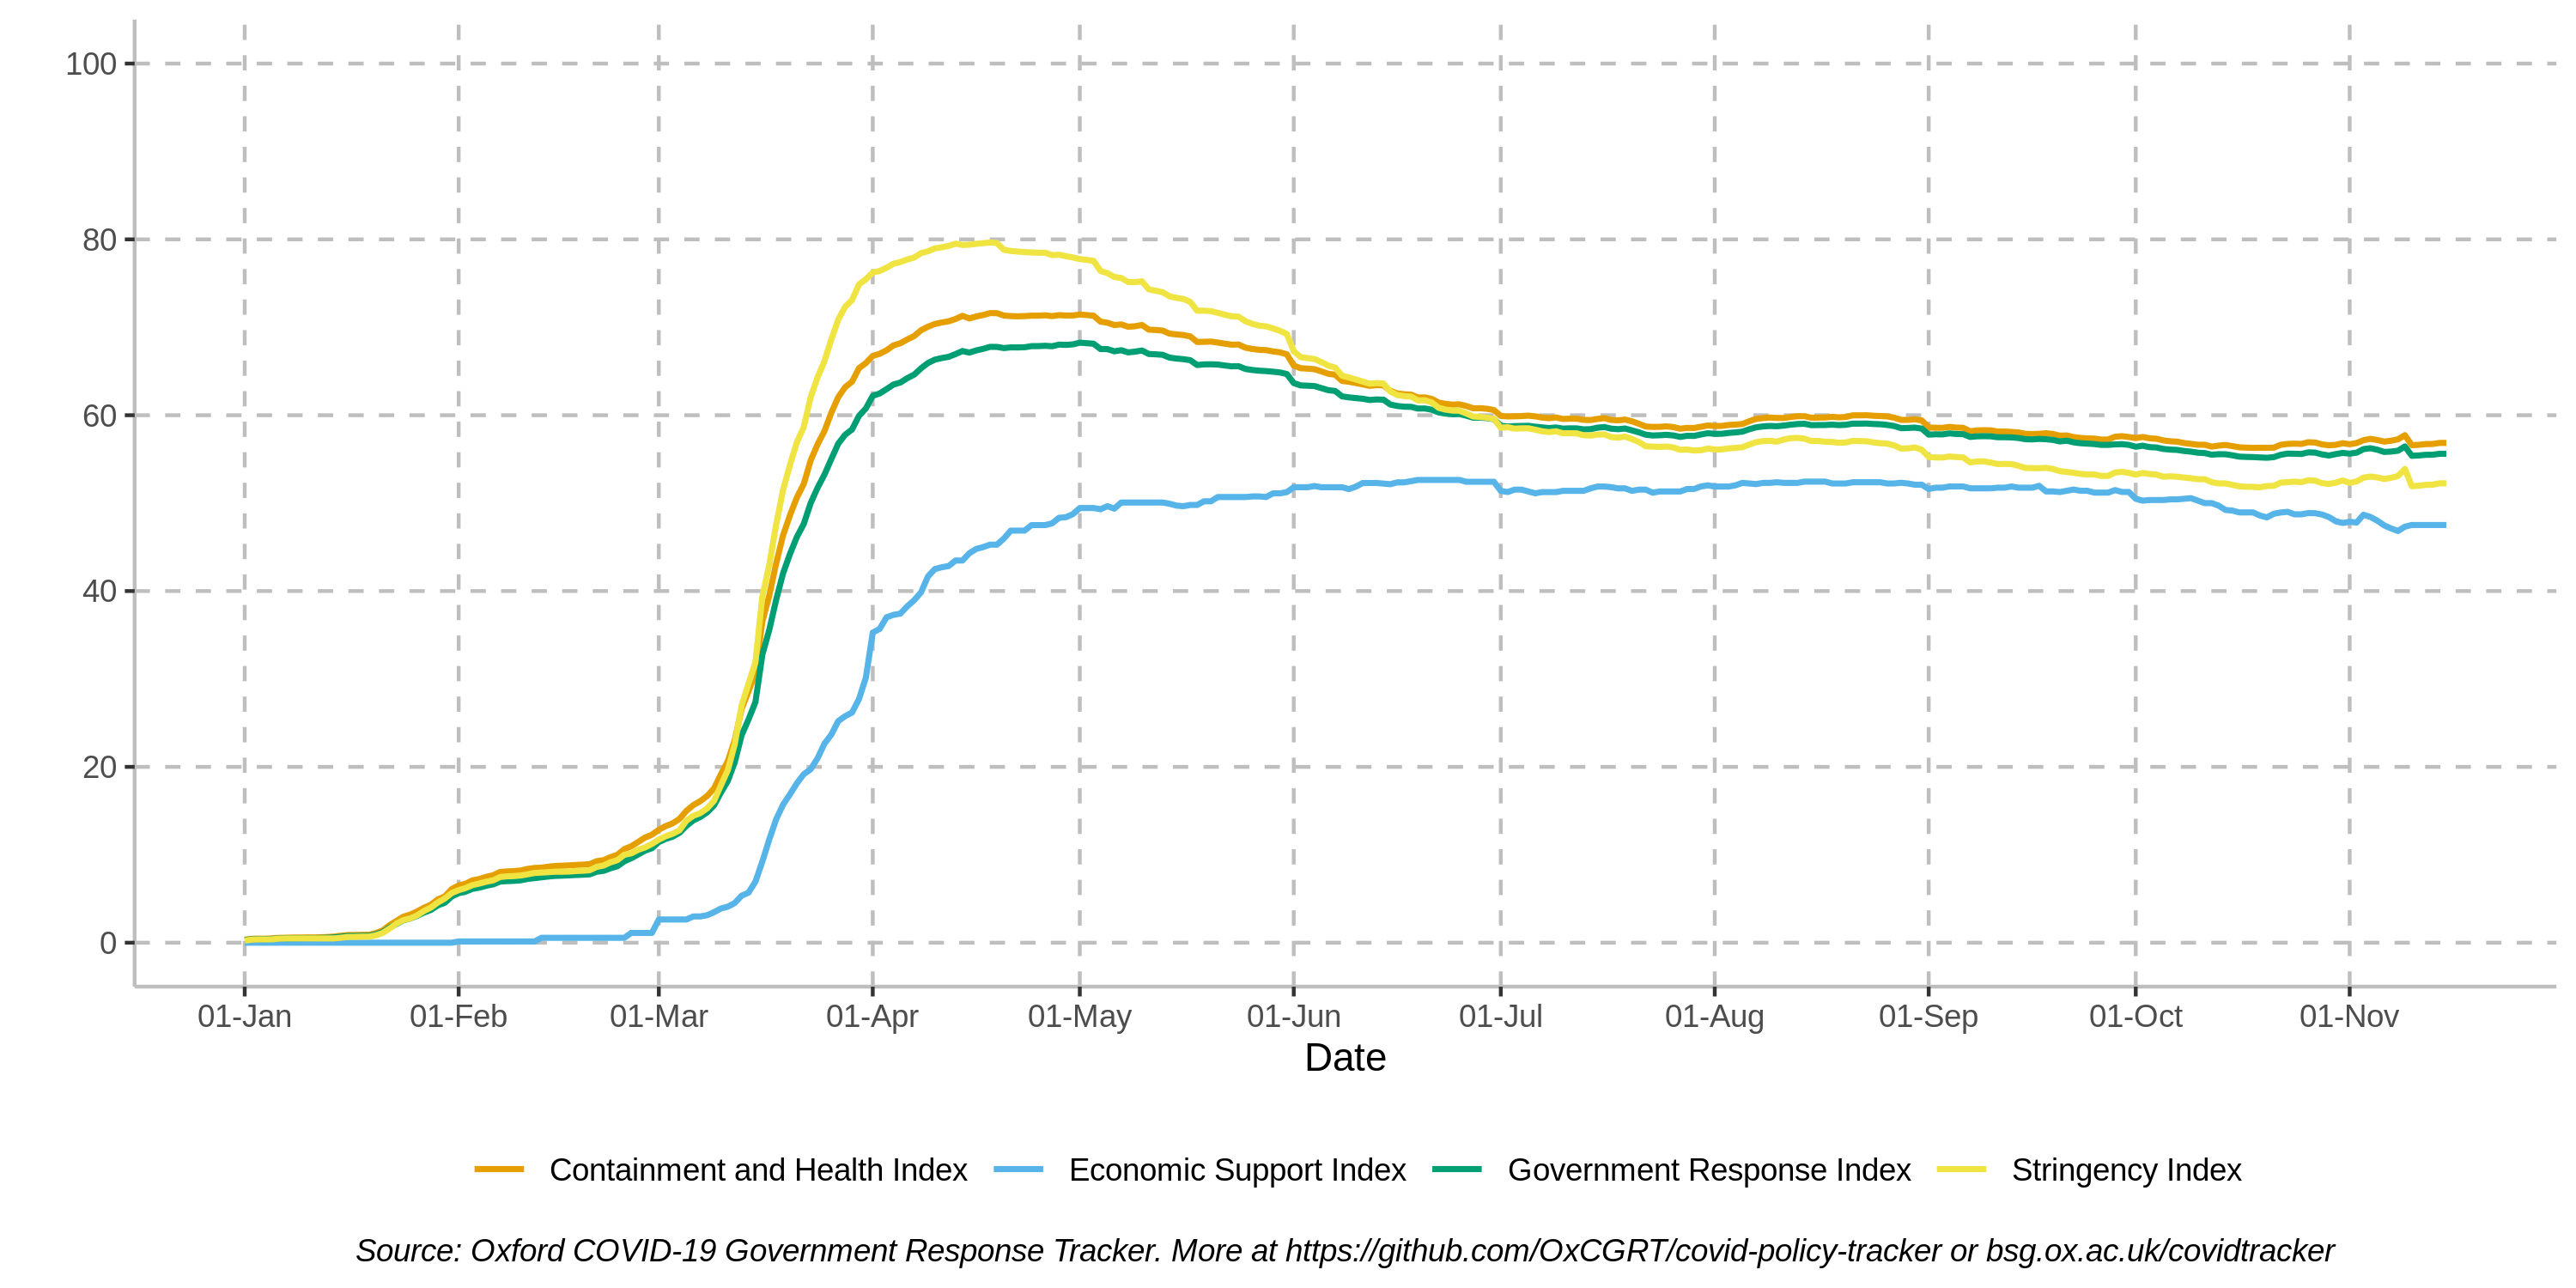 100
80
60
40
20
0
01-Jan 01-Feb 01-Mar 01-Apr 01-May 01-Jun 01-Jul 01-Aug 01-Sep 01-Oct 01-Nov
Date
Containment and Health Index Economic Support Index Government Response Index Stringency Index
Source: Oxford COVID-19 Government Response Tracker. More at https://github.com/OxCGRT/covid-policy-tracker or bsg.ox.ac.uk/covidtracker